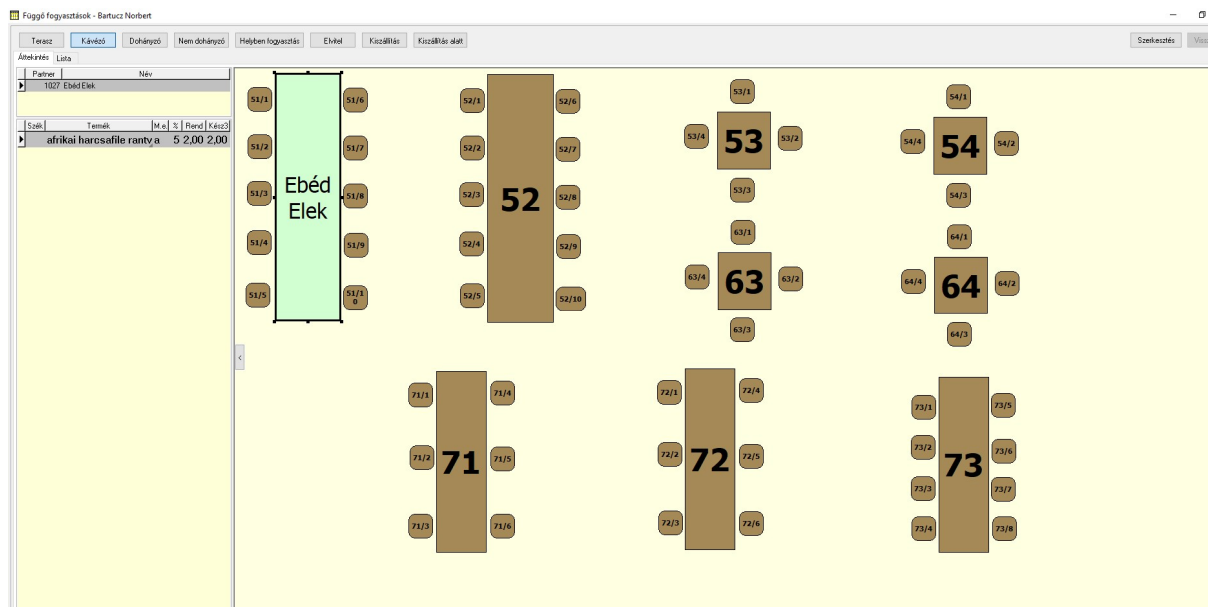 Függő fogyasztások - Bartucz Norbert
Terasz Kávézó Dohányzó Nem dohányzó Helyben fogyasztás Elvitel Kiszállítás Kiszállítás alatt Szerkesztés
Áttekintés Lista
Partner Név
1027 Ebéd Elek
Szék Termék M.e. % Rend Kész3
afrikai harcsafile rantv a 5 2,00 2,00
51/1 51/6
51/2 51/7
51/3 Ebéd 51/8
Elek
51/4 51/9
51/5 51/10
52/1 52/6
52/2 52/7
52/3 52 52/8
52/4 52/9
52/5 52/10
53/1
53/4 53 53/2
53/3
54/1
54/4 54 54/2
54/3
63/1
63/4 63 63/2
63/3
64/1
64/4 64 64/2
64/3
71/1 71/4
71/2 71 71/5
71/3 71/6
72/1 72/4
72/2 72 72/5
72/3 72/6
73/1 73/5
73/2 73 73/6
73/3 73/7
73/4 73/8